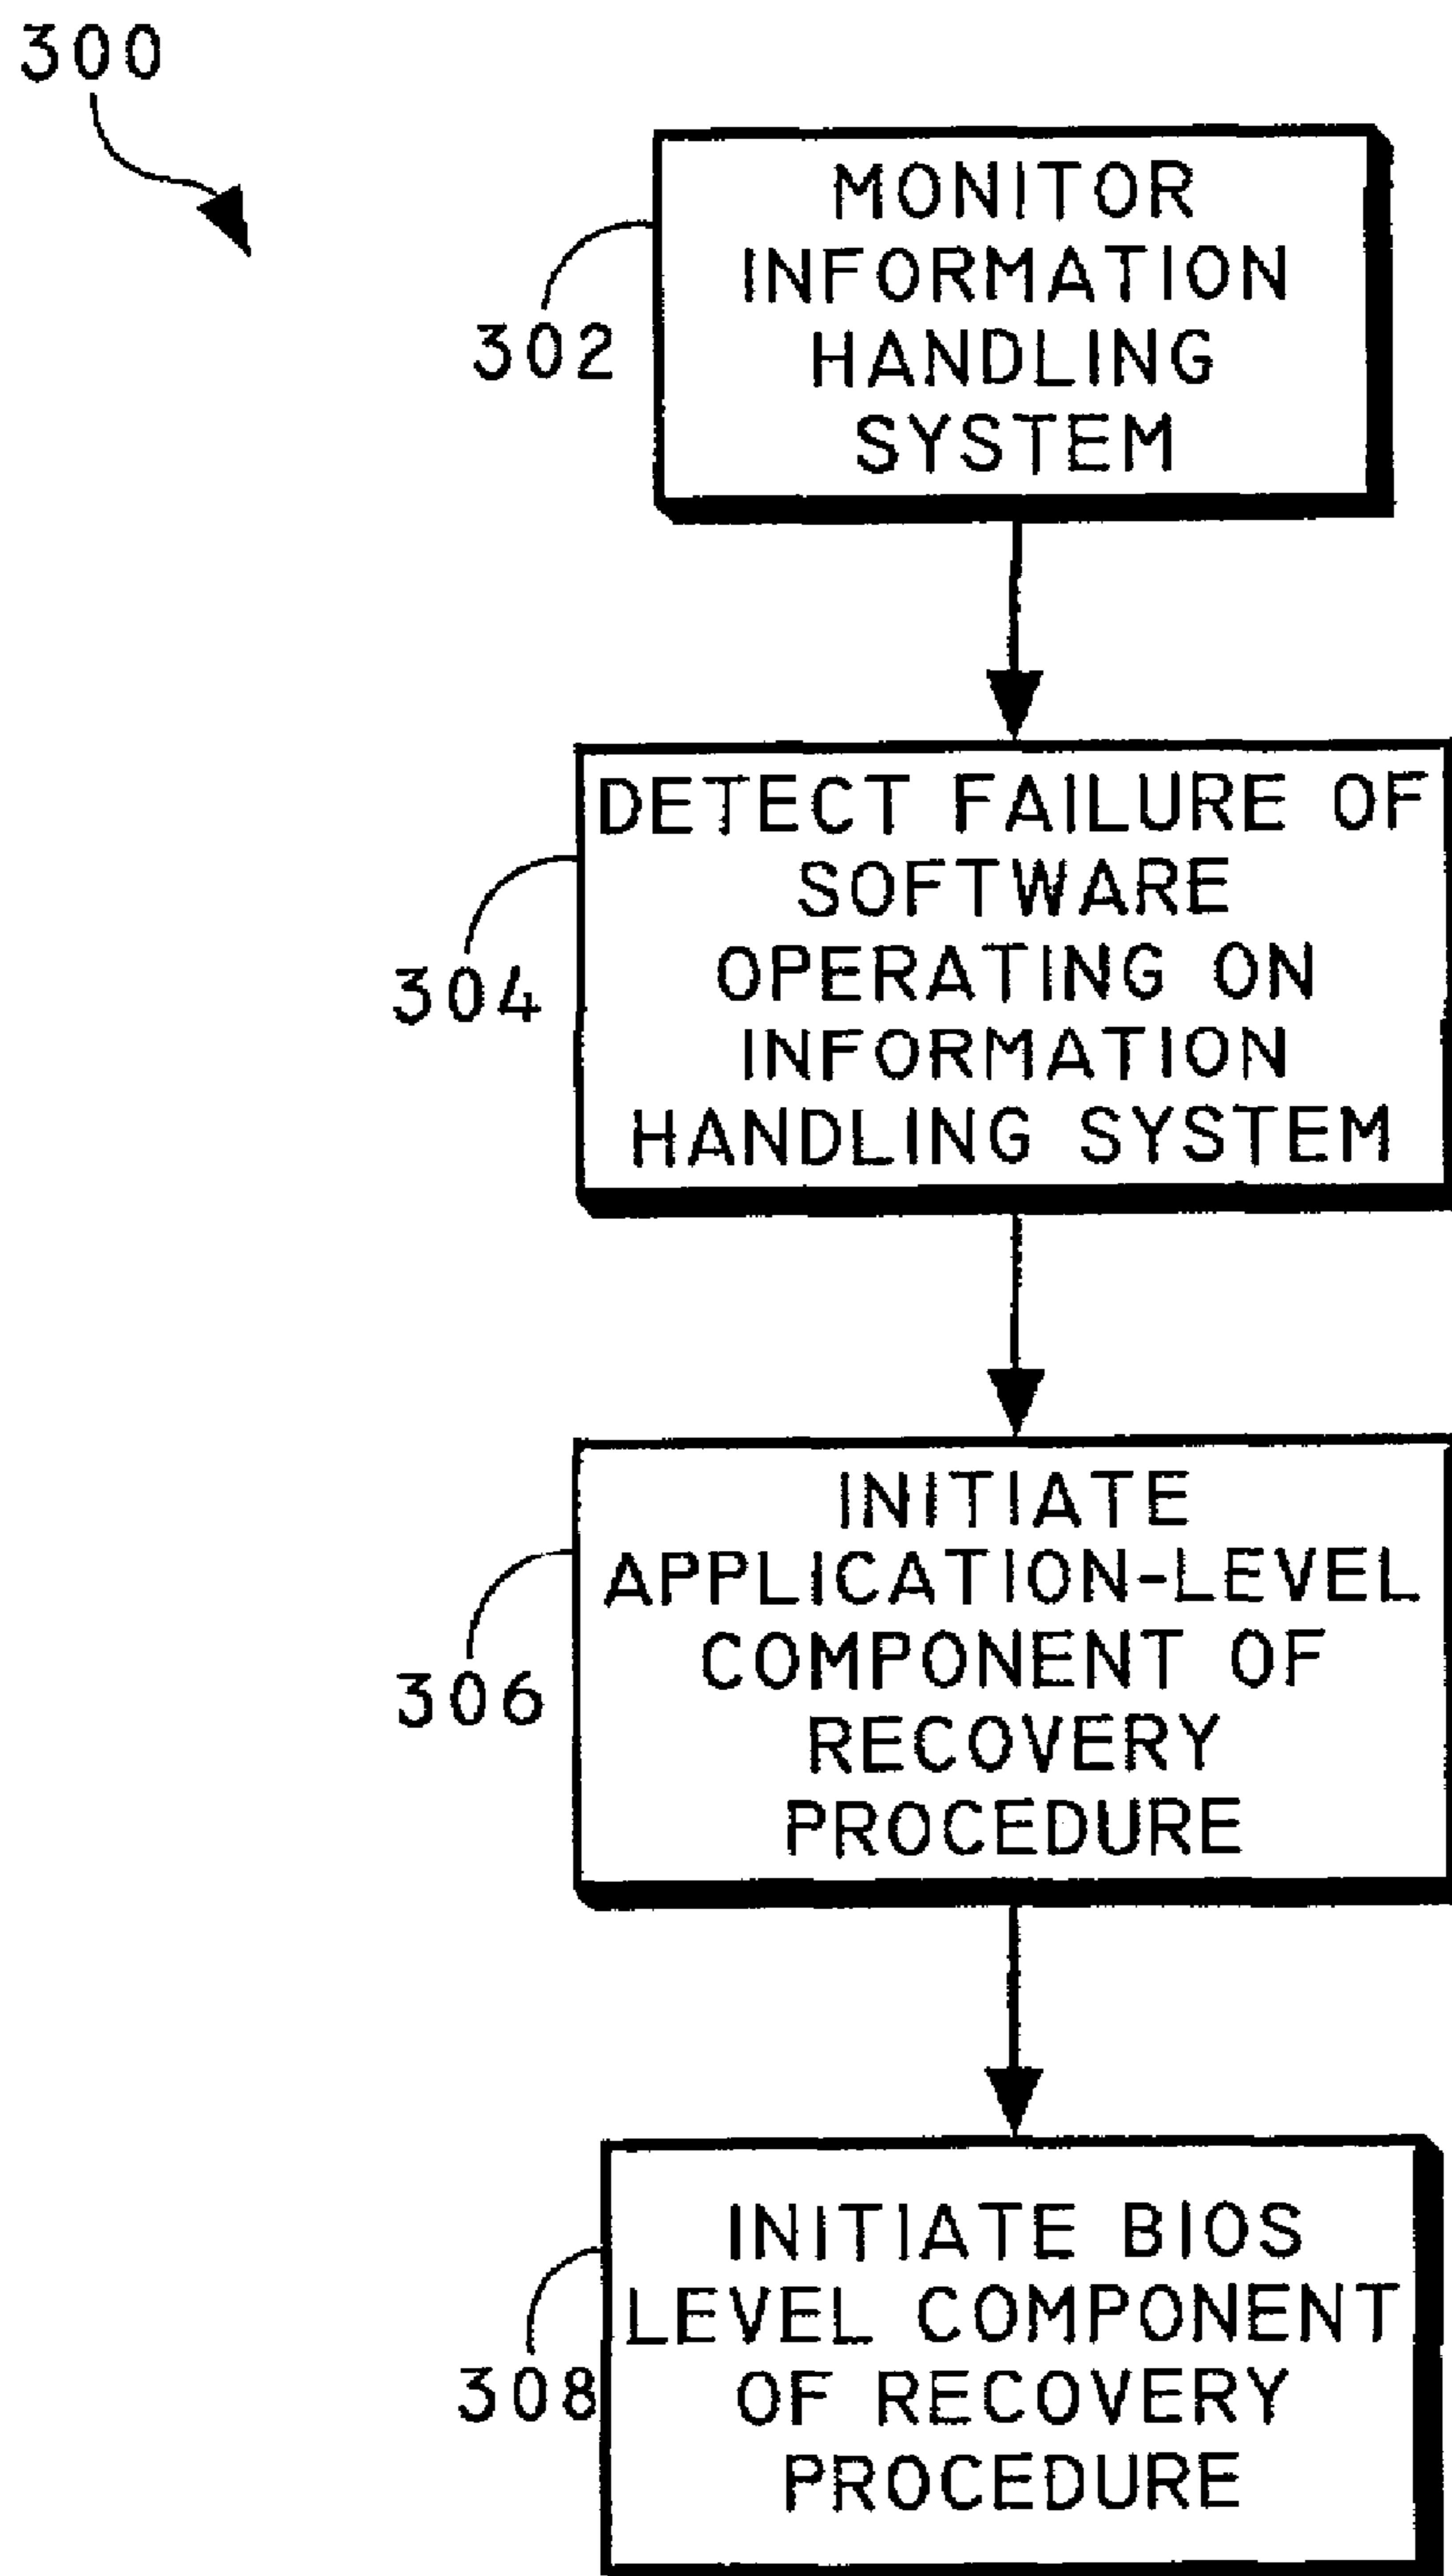 300
MONITOR
INFORMATION
HANDLING
SYSTEM
302
DETECT FAILURE OF
SOFTWARE
OPERATING ON
INFORMATION
HANDLING SYSTEM
304
INITIATE
APPLICATION-LEVEL
COMPONENT OF
RECOVERY
PROCEDURE
306
INITIATE BIOS
LEVEL COMPONENT
OF RECOVERY
PROCEDURE
308